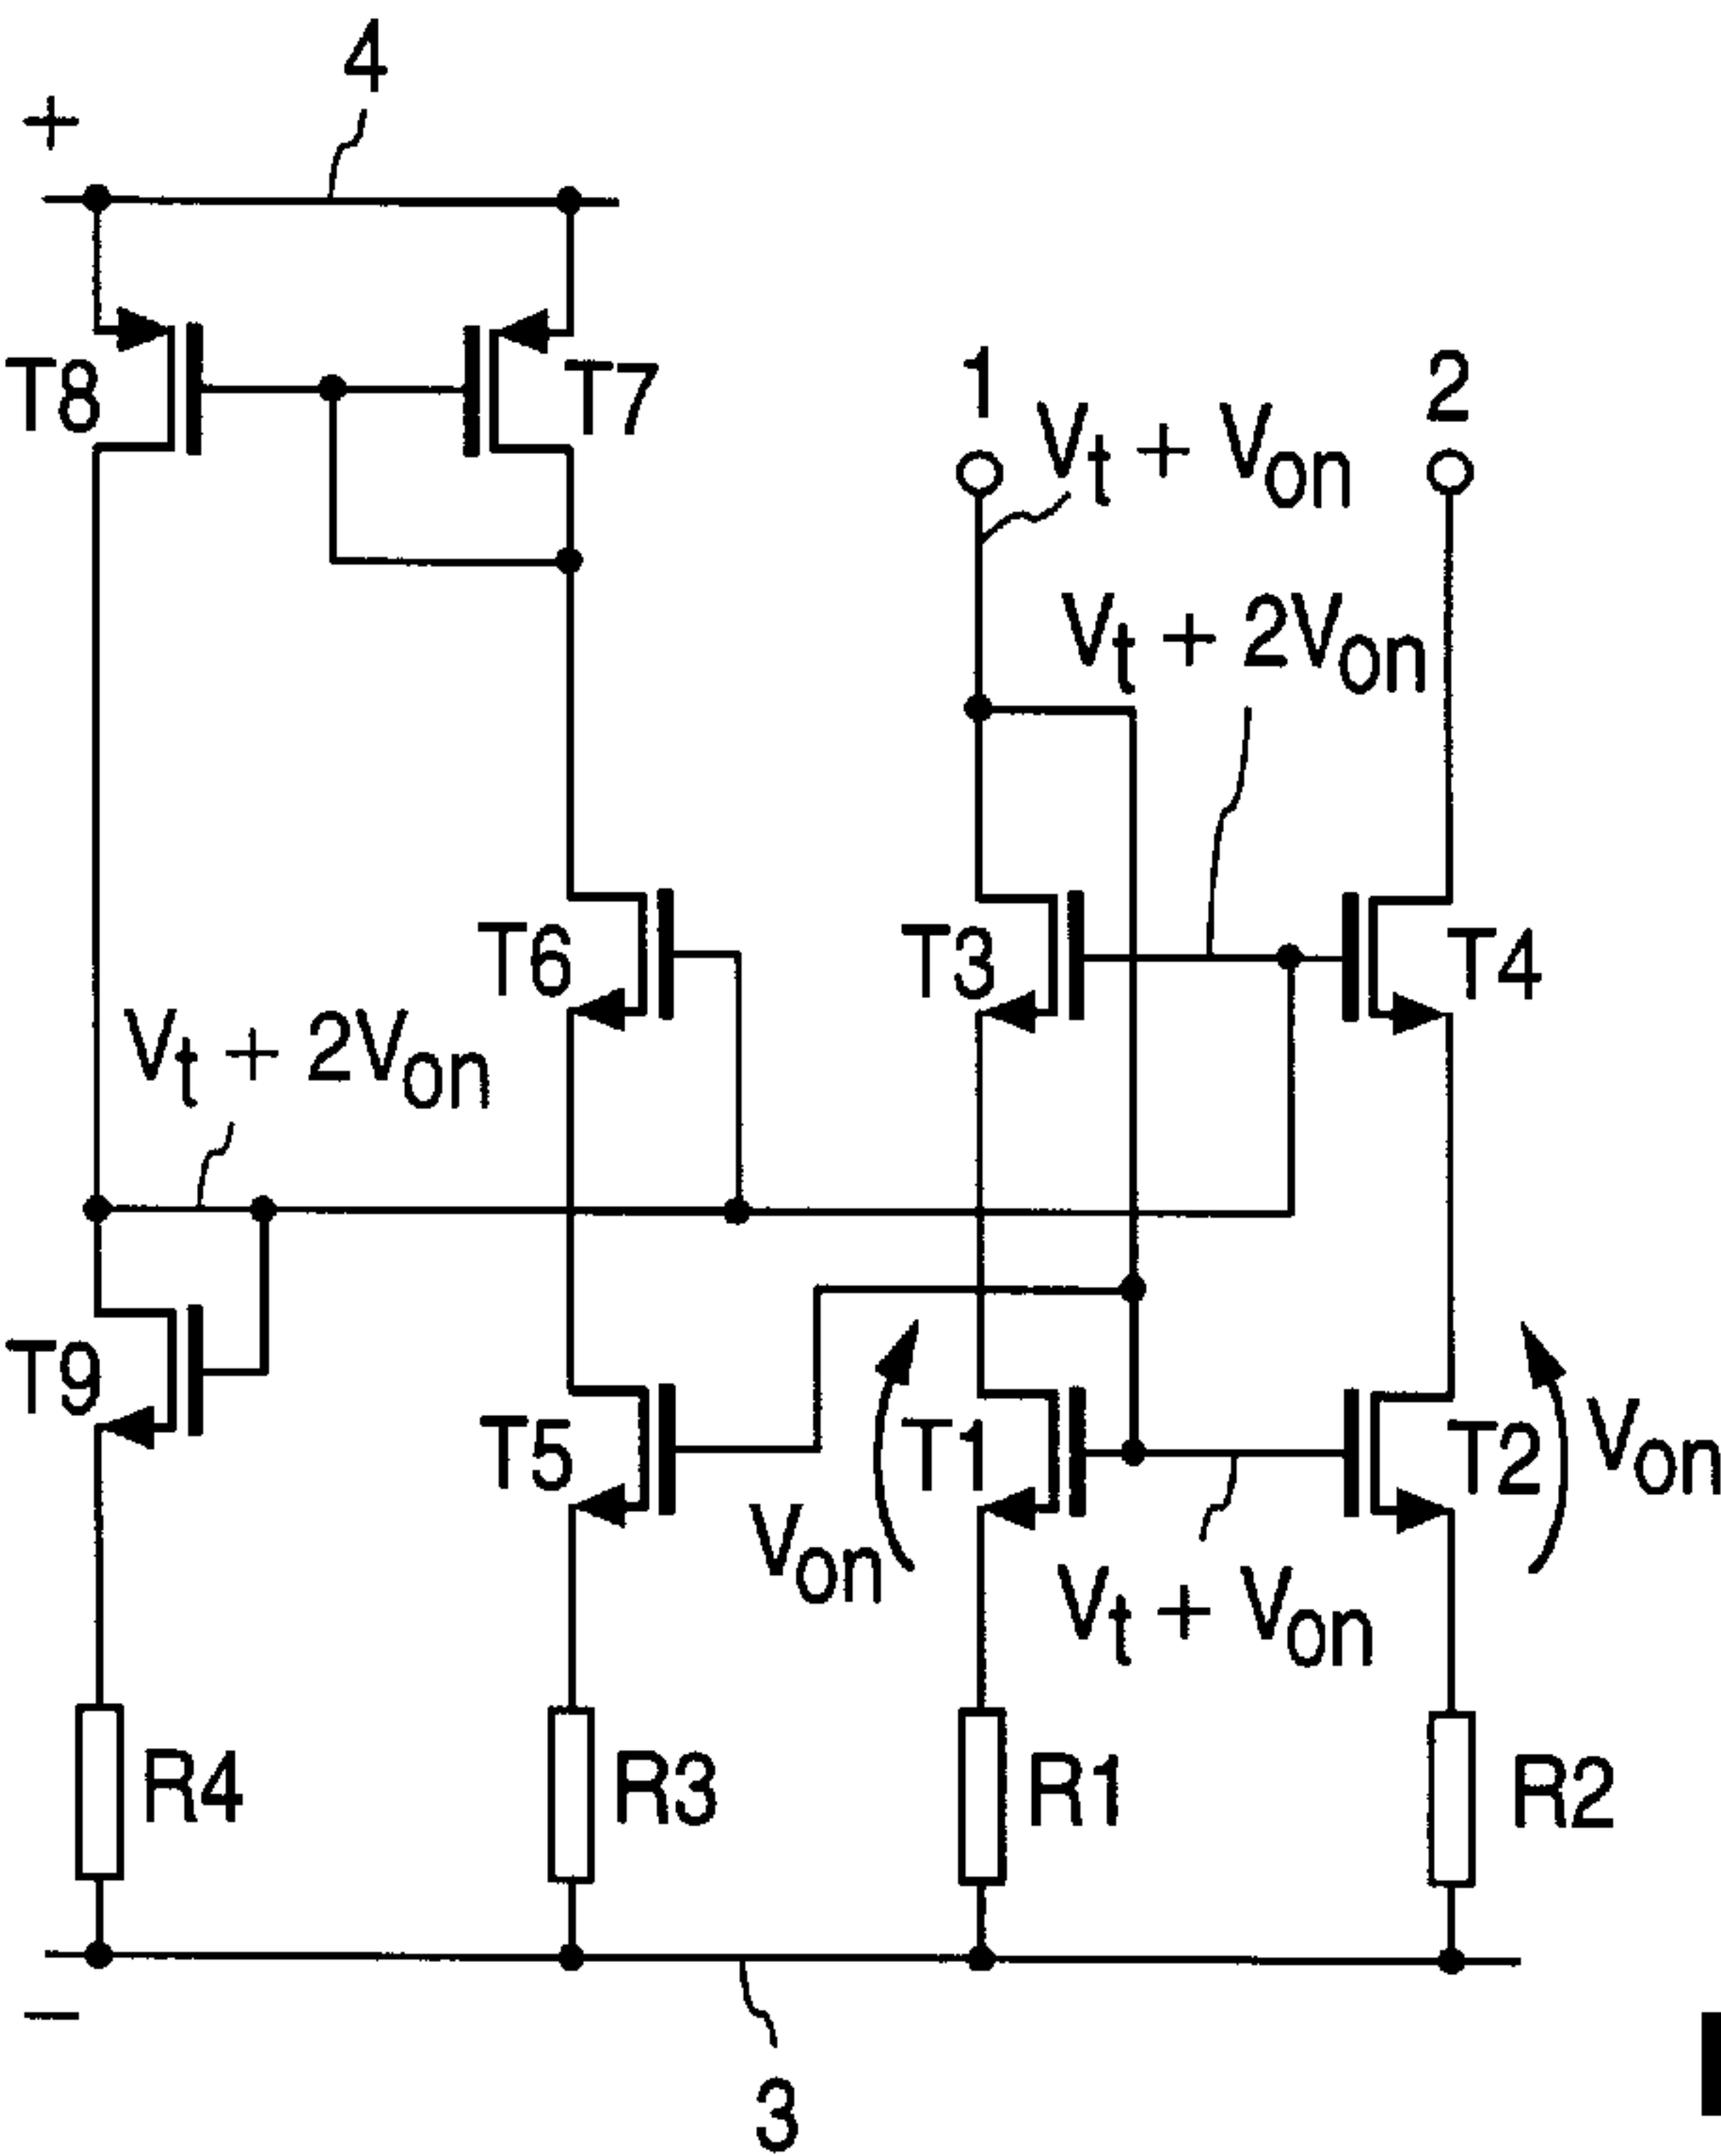 4
+
T8
T7
1
2
Vt + Von
Vt + 2Von
T6
T3
T4
Vt + 2Von
T9
T5
T1
T2
Von
Von
Vt + Von
R4
R3
R1
R2
−
3